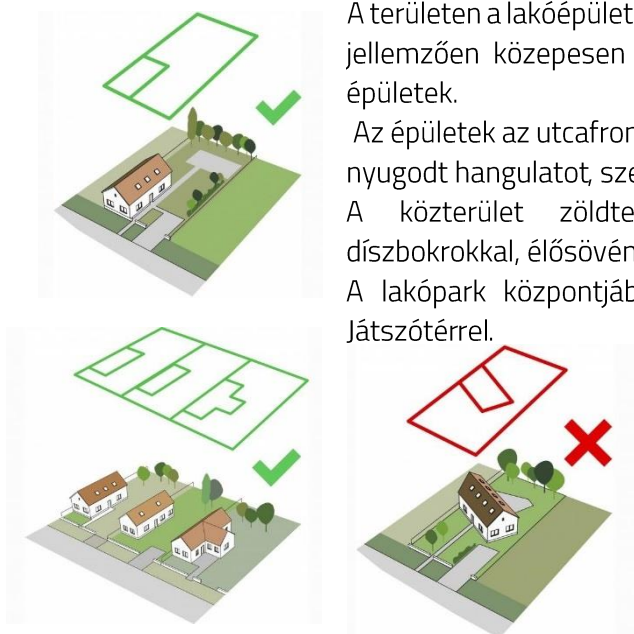 A területen a lakóépület
jellemzően közepesen
épületek.
Az épületek az utcafron
nyugodt hangulatot, sze
A közterület zöldte
díszbokrokkal, élősövén
A lakópark központjáb
Játszótérrel.